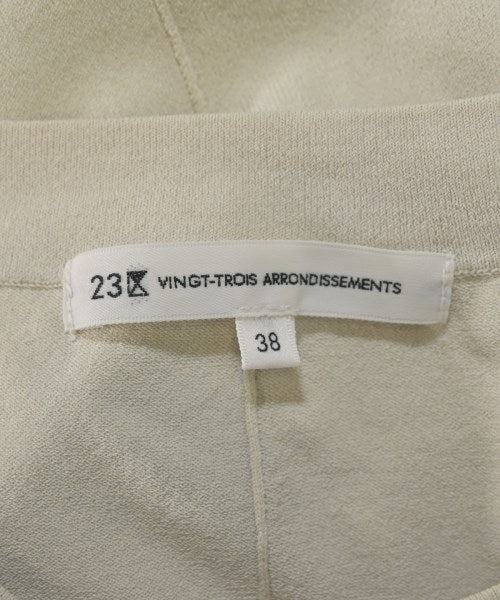 23区 VINGT-TROIS ARRONDISSEMENTS
38